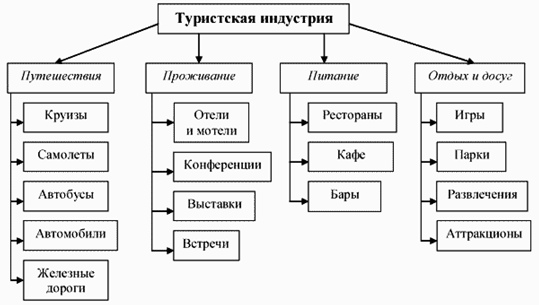 Туристская индустрия
Путешествия
Круизы
Самолеты
Автобусы
Автомобили
Железные
дороги
Проживание
Отели
и мотели
Конференции
Выставки
Встречи
Питание
Рестораны
Кафе
Бары
Отдых и досуг
Игры
Парки
Развлечения
Аттракционы